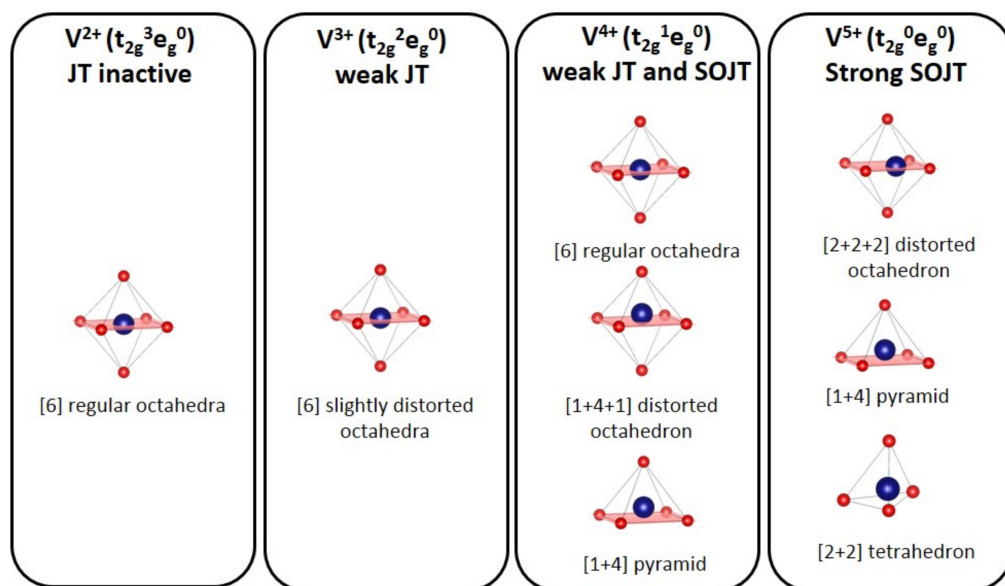 V²⁺ (t₂g³eg⁰)
JT inactive
[6] regular octahedra
V³⁺ (t₂g²eg⁰)
weak JT
[6] slightly distorted
octahedra
V⁴⁺ (t₂g¹eg⁰)
weak JT and SOJT
[6] regular octahedra
[1+4+1] distorted
octahedron
[1+4] pyramid
V⁵⁺ (t₂g⁰eg⁰)
Strong SOJT
[2+2+2] distorted
octahedron
[1+4] pyramid
[2+2] tetrahedron